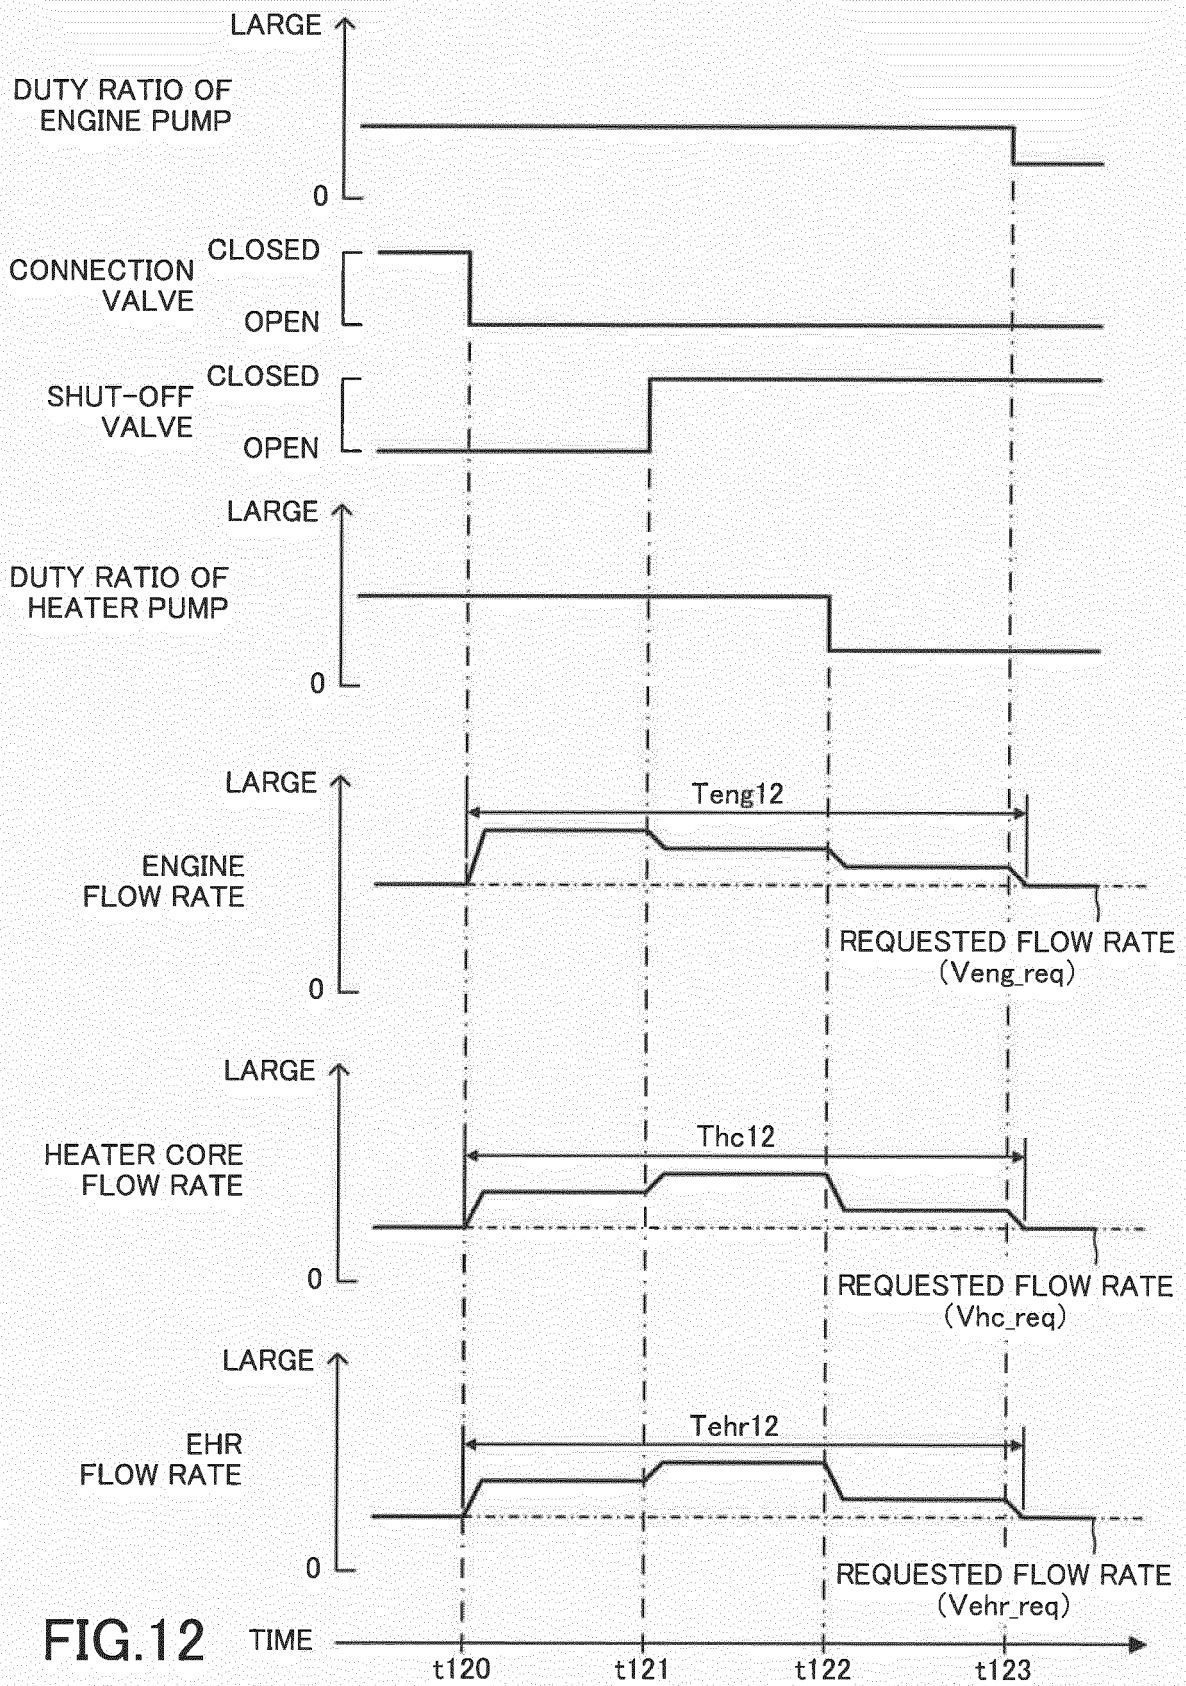 LARGE
DUTY RATIO OF
ENGINE PUMP
0
CLOSED
CONNECTION
VALVE
OPEN
CLOSED
SHUT-OFF
VALVE
OPEN
LARGE
DUTY RATIO OF
HEATER PUMP
0
LARGE
Teng12
ENGINE
FLOW RATE
REQUESTED FLOW RATE
(Veng_req)
0
LARGE
Thc12
HEATER CORE
FLOW RATE
0
REQUESTED FLOW RATE
(Vhc_req)
LARGE
Tehr12
EHR
FLOW RATE
0
REQUESTED FLOW RATE
(Vehr_req)
FIG.12
TIME
t120 t121 t122 t123